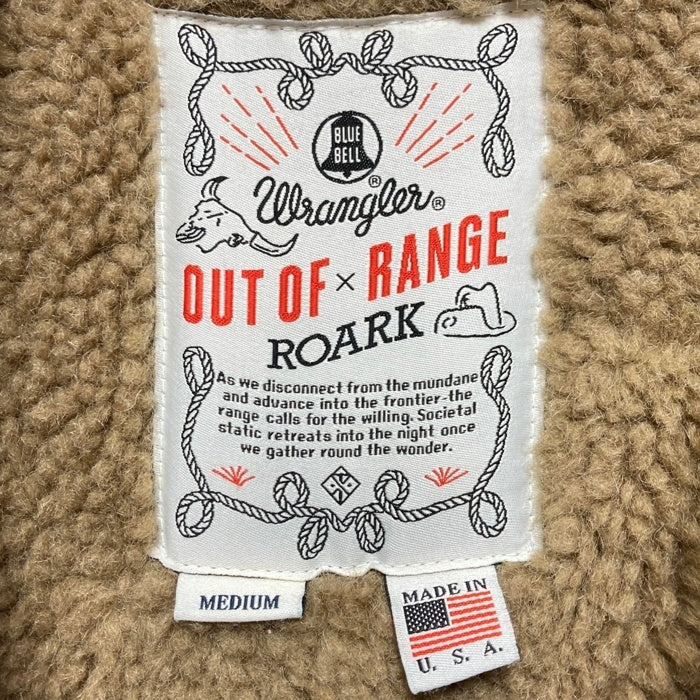 BLUE
BELL
Wrangler®
OUT OF × RANGE
ROARK
As we disconnect from the mundane
and advance into the frontier-the
range calls for the willing. Societal
static retreats into the night once
we gather round the wonder.
MEDIUM
MADE IN
U. S. A.